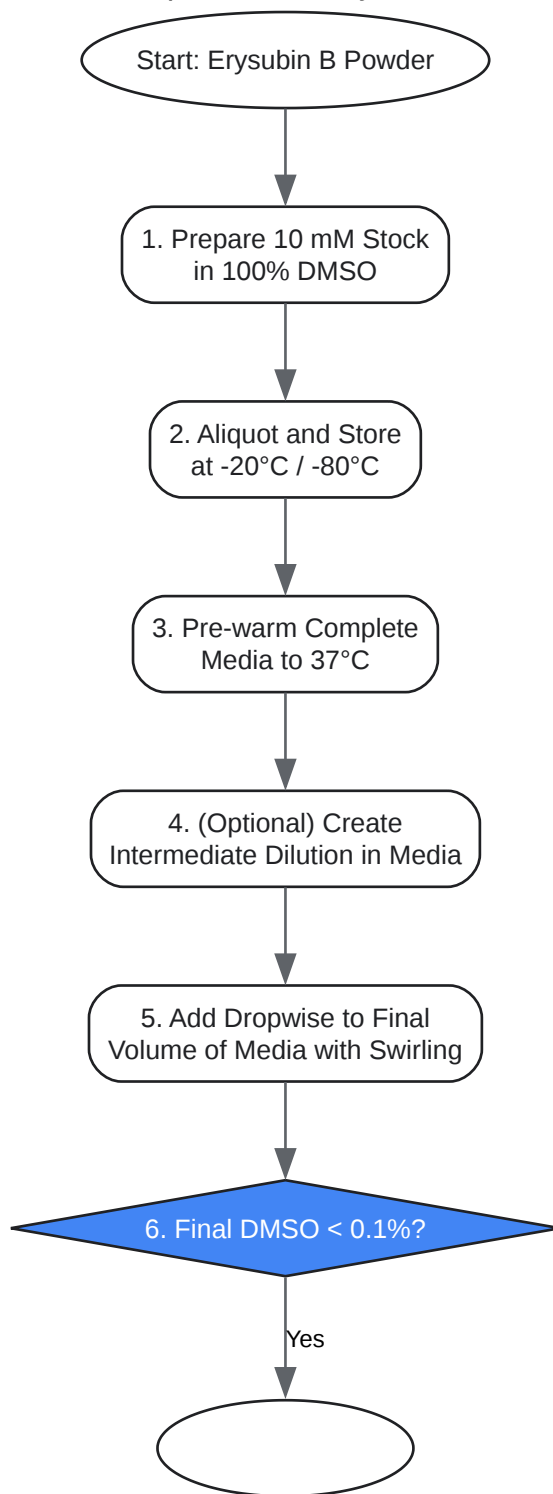 Start: Erysubin B Powder
1. Prepare 10 mM Stock
in 100% DMSO
2. Aliquot and Store
at -20°C / -80°C
3. Pre-warm Complete
Media to 37°C
4. (Optional) Create
Intermediate Dilution in Media
5. Add Dropwise to Final
Volume of Media with Swirling
6. Final DMSO < 0.1%?
Yes